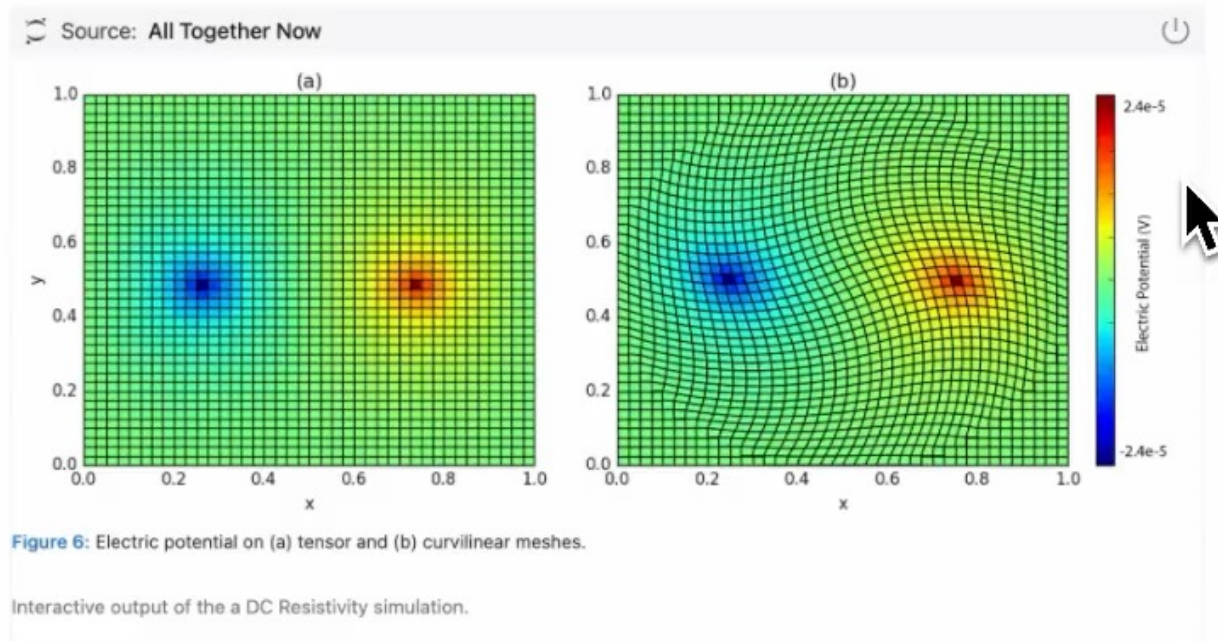 Source: All Together Now
(a)
1.0
0.8
0.6
0.4
0.2
0.0
y
0.0 0.2 0.4 0.6 0.8 1.0
x
(b)
1.0
0.8
0.6
0.4
0.2
0.0
0.0 0.2 0.4 0.6 0.8 1.0
x
2.4e-5
Electric Potential (V)
-2.4e-5
Figure 6: Electric potential on (a) tensor and (b) curvilinear meshes.
Interactive output of the a DC Resistivity simulation.